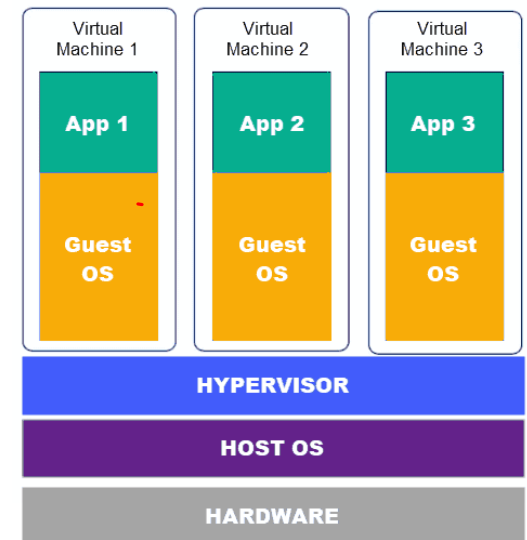 Virtual
Machine 1
Virtual
Machine 2
Virtual
Machine 3
App 1
App 2
App 3
Guest
OS
Guest
OS
Guest
OS
HYPERVISOR
HOST OS
HARDWARE